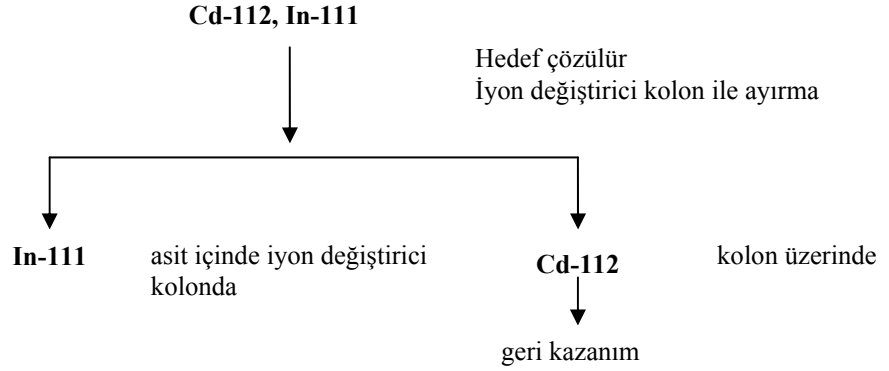 Cd-112, In-111
Hedef çözülür
İyon değiştirici kolon ile ayırma
In-111
asit içinde iyon değiştirici
kolonda
Cd-112
kolon üzerinde
geri kazanım